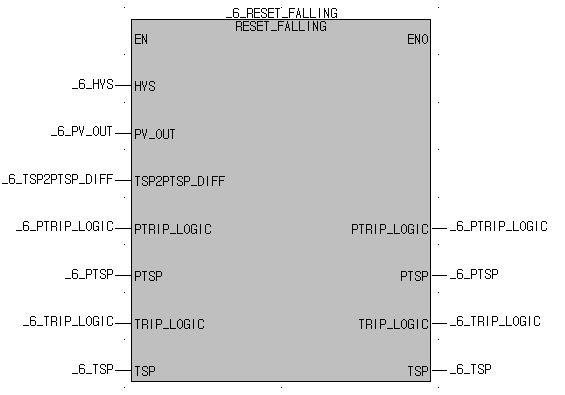 _6_RESET_FALLING
RESET_FALLING
EN ENO
_6_HYS HYS
_6_PV_OUT PV_OUT
_6_TSP2PTSP_DIFF TSP2PTSP_DIFF
_6_PTRIP_LOGIC PTRIP_LOGIC PTRIP_LOGIC _6_PTRIP_LOGIC
_6_PTSP PTSP PTSP _6_PTSP
_6_TRIP_LOGIC TRIP_LOGIC TRIP_LOGIC _6_TRIP_LOGIC
_6_TSP TSP TSP _6_TSP